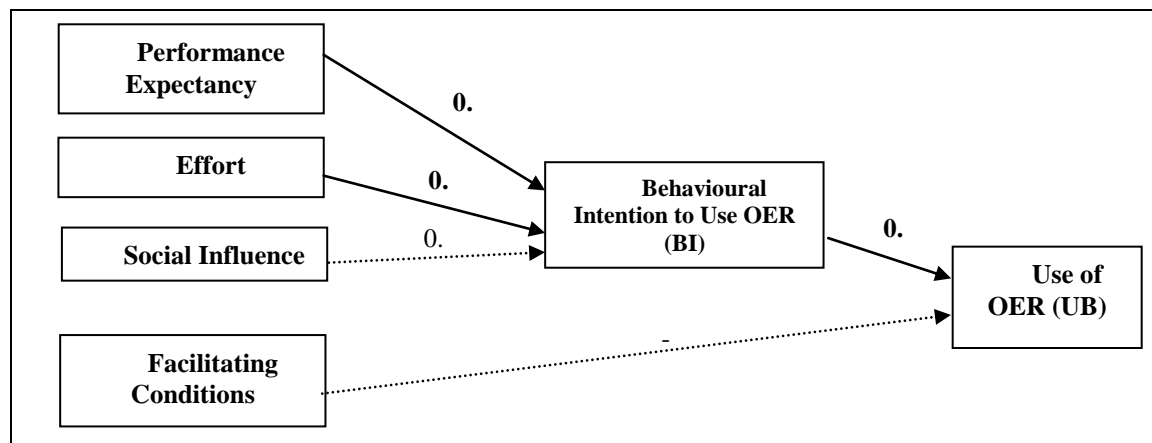 Performance
Expectancy
0.
Effort
0.
Behavioural
Intention to Use OER
(BI)
0.
Social Influence
0.
Use of
OER (UB)
-
Facilitating
Conditions